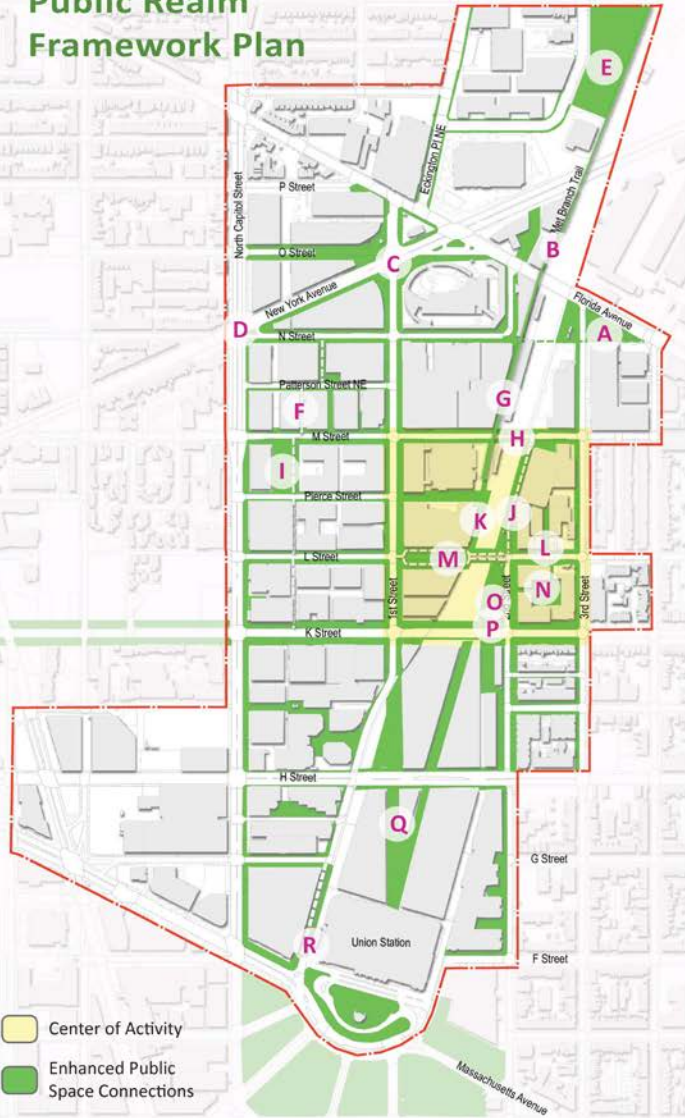 Public Realm
Framework Plan
E
Eckington Pl NE
P Street
North Capitol Street
Met Branch Trail
O Street
C
B
New York Avenue
Florida Avenue
D
A
N Street
Patterson Street NE
F
G
M Street
H
I
Pierce Street
K
J
L Street
M
L
1st Street
3rd Street
N
O
P
K Street
H Street
Q
G Street
R
Union Station
F Street
Center of Activity
Enhanced Public
Space Connections
Massachusetts Avenue